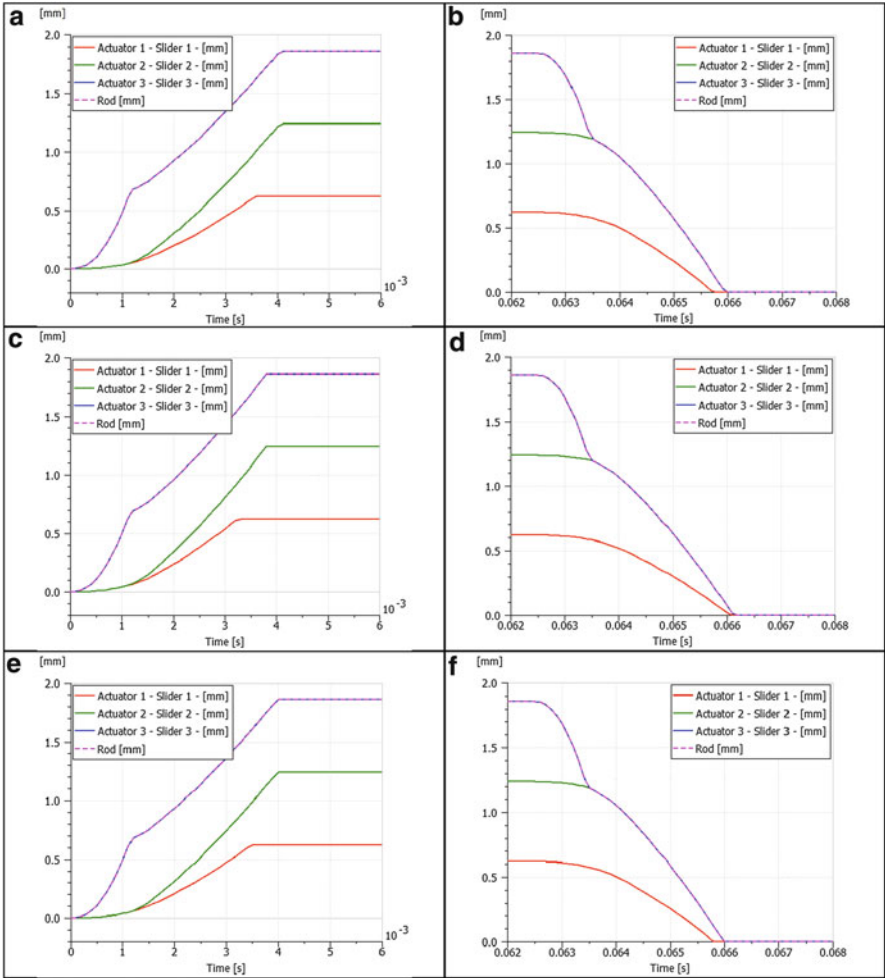 a
[mm]
2.0
1.5
1.0
0.5
0.0
Actuator 1 - Slider 1 - [mm]
Actuator 2 - Slider 2 - [mm]
Actuator 3 - Slider 3 - [mm]
Rod [mm]
0 1 2 3 4 5 6
10⁻³
Time [s]
b
[mm]
2.0
1.5
1.0
0.5
0.0
Actuator 1 - Slider 1 - [mm]
Actuator 2 - Slider 2 - [mm]
Actuator 3 - Slider 3 - [mm]
Rod [mm]
0.062 0.063 0.064 0.065 0.066 0.067 0.068
Time [s]
c
[mm]
2.0
1.5
1.0
0.5
0.0
Actuator 1 - Slider 1 - [mm]
Actuator 2 - Slider 2 - [mm]
Actuator 3 - Slider 3 - [mm]
Rod [mm]
0 1 2 3 4 5 6
10⁻³
Time [s]
d
[mm]
2.0
1.5
1.0
0.5
0.0
Actuator 1 - Slider 1 - [mm]
Actuator 2 - Slider 2 - [mm]
Actuator 3 - Slider 3 - [mm]
Rod [mm]
0.062 0.063 0.064 0.065 0.066 0.067 0.068
Time [s]
e
[mm]
2.0
1.5
1.0
0.5
0.0
Actuator 1 - Slider 1 - [mm]
Actuator 2 - Slider 2 - [mm]
Actuator 3 - Slider 3 - [mm]
Rod [mm]
0 1 2 3 4 5 6
10⁻³
Time [s]
f
[mm]
2.0
1.5
1.0
0.5
0.0
Actuator 1 - Slider 1 - [mm]
Actuator 2 - Slider 2 - [mm]
Actuator 3 - Slider 3 - [mm]
Rod [mm]
0.062 0.063 0.064 0.065 0.066 0.067 0.068
Time [s]